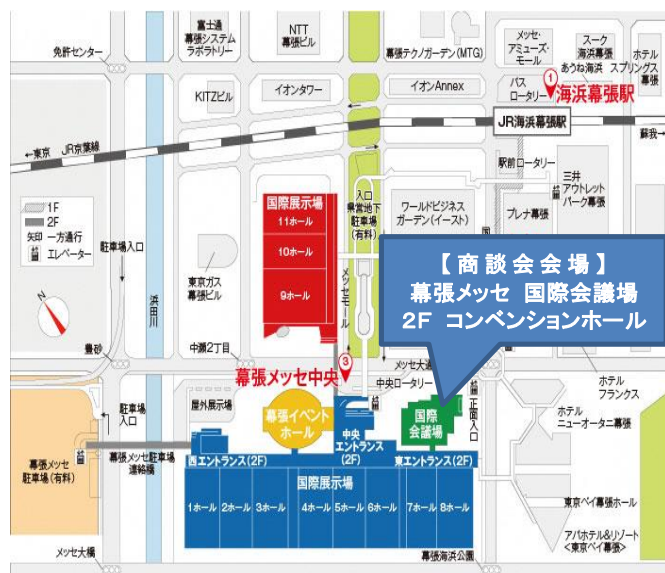 免許センター
富士通
幕張システム
ラボラトリー
NTT
幕張ビル
幕張テクノガーデン(MTG)
メッセ・
アミューズ・
モール
スーク
海浜幕張
あうね海浜
ホテル
スプリングス
幕張
KITZビル
イオンタワー
イオンAnnex
バス
ロータリー
1
海浜幕張駅
JR海浜幕張駅
←東京 JR京葉線
蘇我→
駅前ロータリー
1F
2F
矢印 一方通行
エレベーター
N
駐車場入口
浜田川
東京ガス
幕張ビル
国際展示場
11ホール
10ホール
9ホール
メッセモール
入口
県営地下
駐車場
(有料)
ワールドビジネス
ガーデン(イースト)
プレナ幕張
三井
アウトレット
パーク幕張
国
【商談会会場】
幕張メッセ 国際会議場
2F コンベンションホール
豊砂
中瀬2丁目
幕張メッセ中央
3
メッセ大通
中央ロータリー
正面入口
ホテル
フランクス
ホテル
ニューオータニ幕張
駐車場
入口
屋外展示場
幕張イベント
ホール
中央
エントランス
(2F)
国際
会議場
西エントランス(2F)
東エントランス(2F)
幕張メッセ
駐車場(有料)
幕張メッセ駐車場
連絡橋
国際展示場
1ホール
2ホール
3ホール
4ホール
5ホール
6ホール
7ホール
8ホール
東京ベイ幕張ホール
アパホテル&リゾート
<東京ベイ幕張>
メッセ大橋
幕張海浜公園